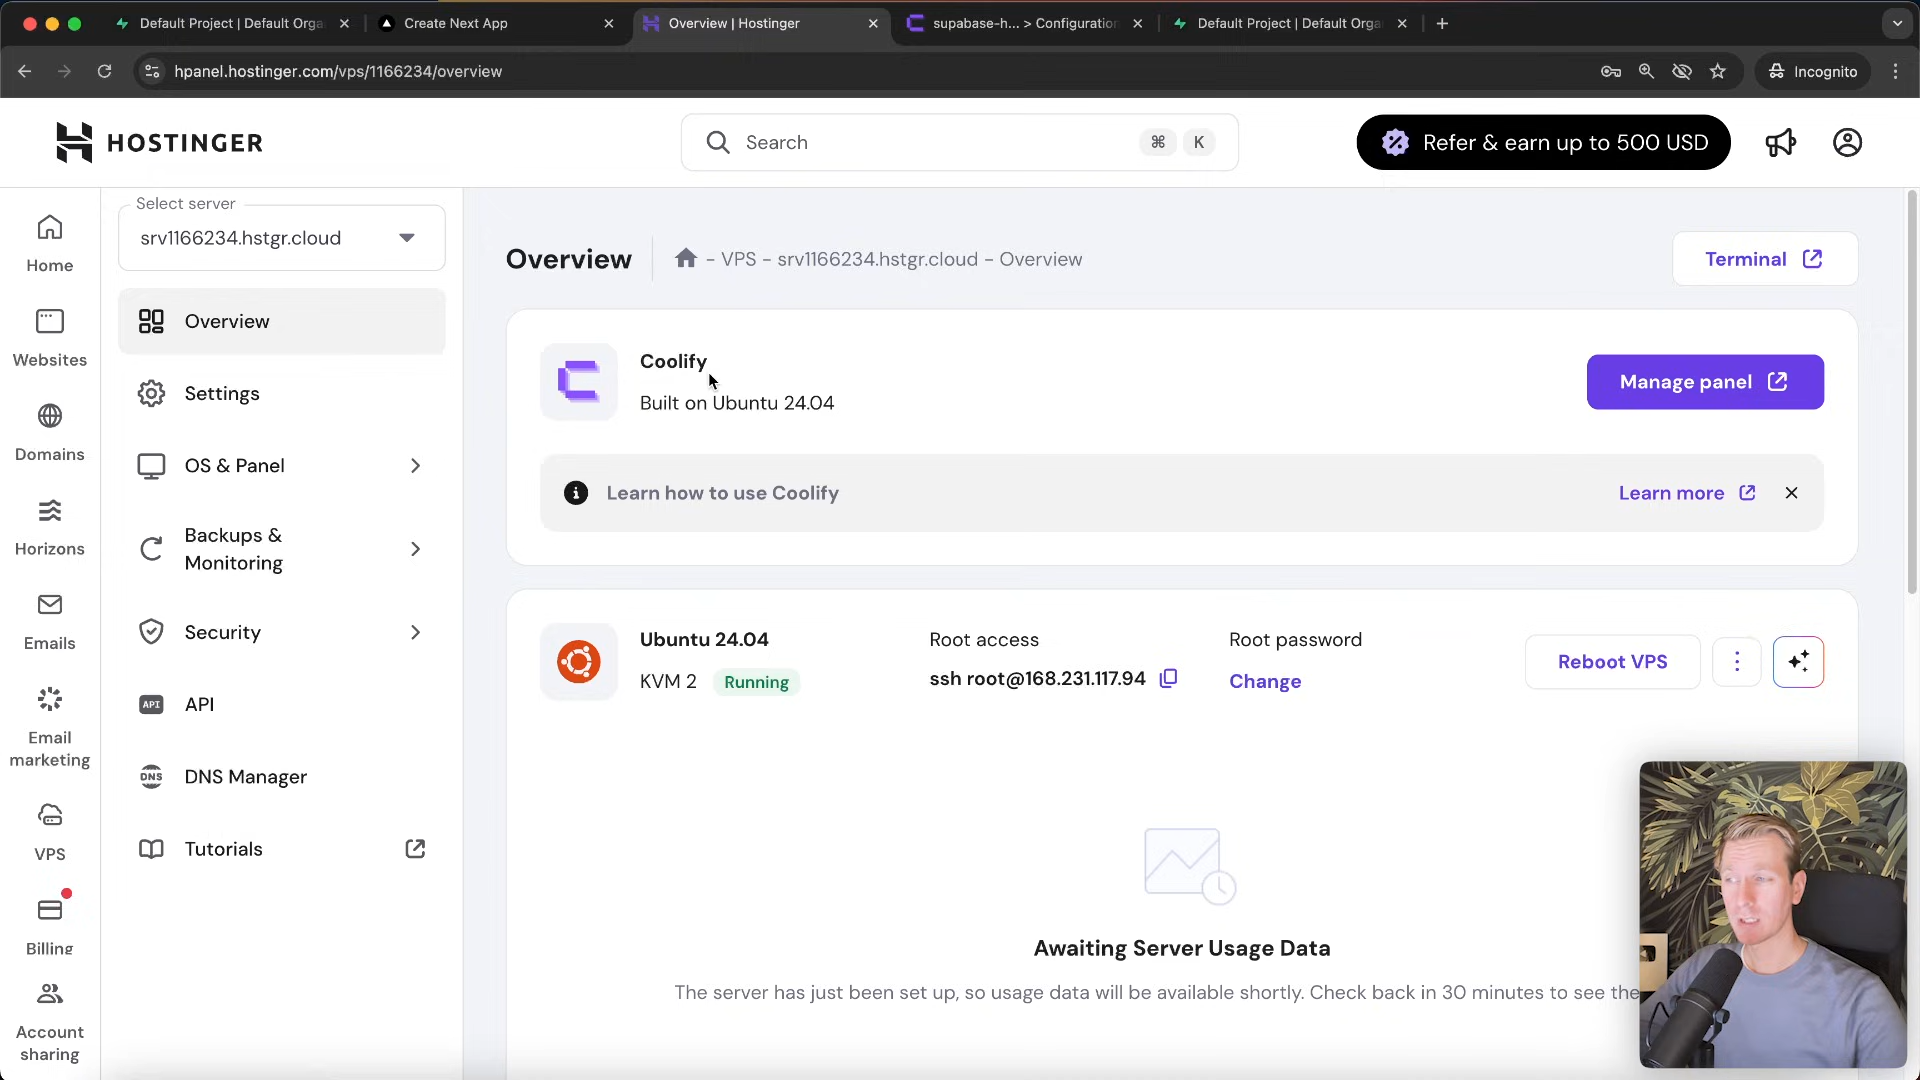 Default Project | Default Orga
Create Next App
Overview | Hostinger
supabase-h... > Configuration
Default Project | Default Orga
hpanel.hostinger.com/vps/1166234/overview
Incognito
HOSTINGER
Search
⌘ K
Refer & earn up to 500 USD
Home
Websites
Domains
Horizons
Emails
Email
marketing
VPS
Billing
Account
sharing
Select server
srv1166234.hstgr.cloud
Overview
Settings
OS & Panel
Backups &
Monitoring
Security
API API
DNS DNS Manager
Tutorials
Overview
- VPS - srv1166234.hstgr.cloud - Overview
Terminal
Coolify
Built on Ubuntu 24.04
Manage panel
Learn how to use Coolify
Learn more
Ubuntu 24.04
KVM 2 Running
Root access
ssh root@168.231.117.94
Root password
Change
Reboot VPS
Awaiting Server Usage Data
The server has just been set up, so usage data will be available shortly. Check back in 30 minutes to see the